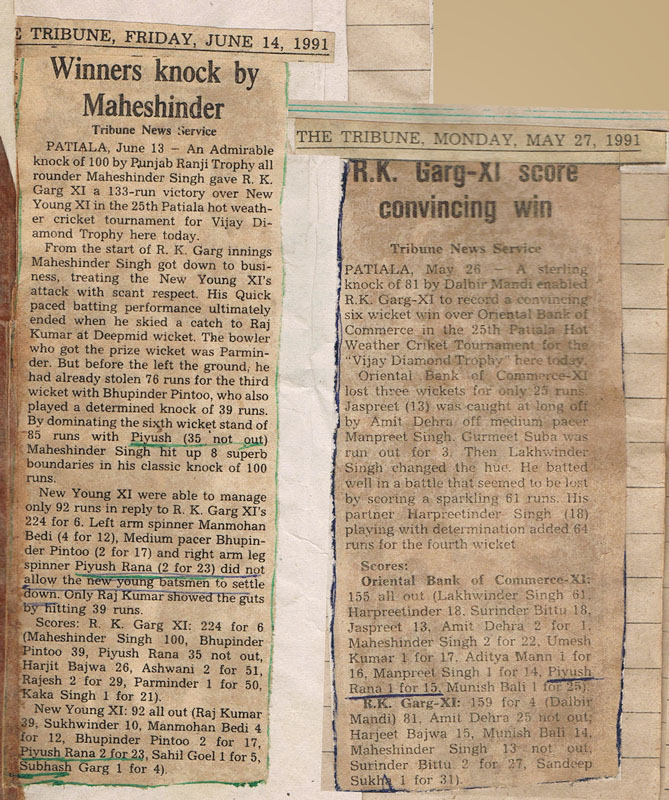 E TRIBUNE, FRIDAY, JUNE 14, 1991
Winners knock by
Maheshinder
Tribune News Service
PATIALA, June 13 – An Admirable
knock of 100 by Punjab Ranji Trophy all
rounder Maheshinder Singh gave R. K.
Garg XI a 133-run victory over New
Young XI in the 25th Patiala hot weath-
er cricket tournament for Vijay Di-
amond Trophy here today.
From the start of R. K. Garg innings
Maheshinder Singh got down to busi-
ness, treating the New Young XI's
attack with scant respect. His Quick
paced batting performance ultimately
ended when he skied a catch to Raj
Kumar at Deepmid wicket. The bowler
who got the prize wicket was Parmin-
der. But before the left the ground, he
had already stolen 76 runs for the third
wicket with Bhupinder Pintoo, who also
played a determined knock of 39 runs.
By dominating the sixth wicket stand of
85 runs with Piyush (35 not out)
Maheshinder Singh hit up 8 superb
boundaries in his classic knock of 100
runs.
New Young XI were able to manage
only 92 runs in reply to R. K. Garg XI's
224 for 6. Left arm spinner Manmohan
Bedi (4 for 12), Medium pacer Bhupin-
der Pintoo (2 for 17) and right arm leg
spinner Piyush Rana (2 for 23) did not
allow the new young batsmen to settle
down. Only Raj Kumar showed the guts
by hitting 39 runs.
Scores: R. K. Garg XI: 224 for 6
(Maheshinder Singh 100, Bhupinder
Pintoo 39, Piyush Rana 35 not out,
Harjit Bajwa 26, Ashwani 2 for 51,
Rajesh 2 for 29, Parminder 1 for 50,
Kaka Singh 1 for 21).
New Young XI: 92 all out (Raj Kumar
39, Sukhwinder 10, Manmohan Bedi 4
for 12, Bhupinder Pintoo 2 for 17,
Piyush Rana 2 for 23, Sahil Goel 1 for 5,
Subhash Garg 1 for 4).
THE TRIBUNE, MONDAY, MAY 27, 1991
R.K. Garg-XI score
convincing win
Tribune News Service
PATIALA, May 26 – A sterling
knock of 81 by Dalbir Mandi enabled
R.K. Garg-XI to record a convincing
six wicket win over Oriental Bank of
Commerce in the 25th Patiala Hot
Weather Criket Tournament for the
"Vijay Diamond Trophy" here today.
Oriental Bank of Commerce-XI
lost three wickets for only 25 runs.
Jaspreet (13) was caught at long off
by Amit Dehra off medium pacer
Manpreet Singh. Gurmeet Suba was
run out for 3. Then Lakhwinder
Singh changed the hue. He batted
well in a battle that seemed to be lost
by scoring a sparkling 61 runs. His
partner Harpreetinder Singh (18)
playing with determination added 64
runs for the fourth wicket
Scores:
Oriental Bank of Commerce-XI:
155 all out (Lakhwinder Singh 61,
Harpreetinder 18, Surinder Bittu 18,
Jaspreet 13, Amit Dehra 2 for 1,
Maheshinder Singh 2 for 22, Umesh
Kumar 1 for 17, Aditya Mann 1 for
16, Manpreet Singh 1 for 14, Piyush
Rana 1 for 15, Munish Bali 1 for 25).
R.K. Garg-XI: 159 for 4 (Dalbir
Mandi) 81, Amit Dehra 25 not out,
Harjeet Bajwa 15, Munish Bali 14,
Maheshinder Singh 13 not out,
Surinder Bittu 2 for 27, Sandeep
Sukha 1 for 31).